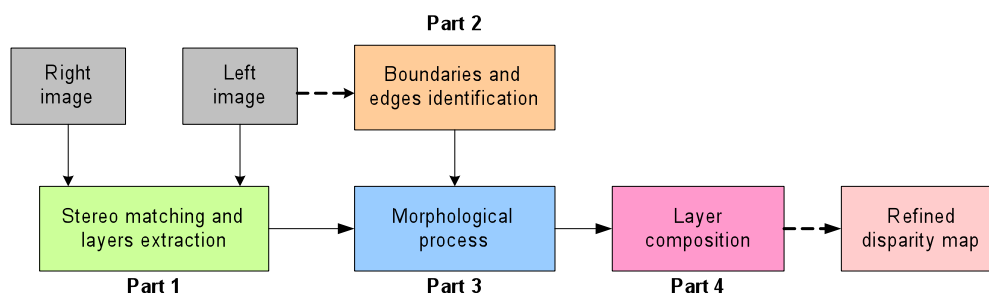 Part 2
Right
image
Left
image
Boundaries and
edges identification
Stereo matching and
layers extraction
Morphological
process
Layer
composition
Refined
disparity map
Part 1
Part 3
Part 4